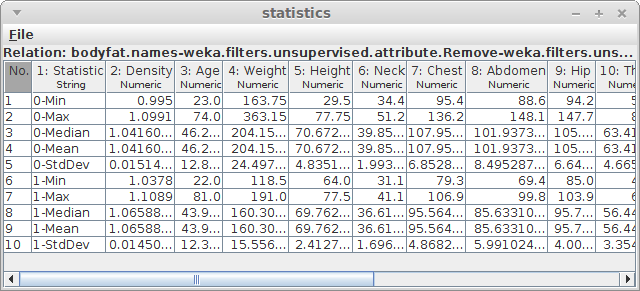 statistics
File
Relation: bodyfat.names-weka.filters.unsupervised.attribute.Remove-weka.filters.uns...
No. 1: Statistic 2: Density 3: Age 4: Weight 5: Height 6: Neck 7: Chest 8: Abdomen 9: Hip 10: Th
String Numeric Numeric Numeric Numeric Numeric Numeric Numeric Numeric Num
1 0-Min 0.995 23.0 163.75 29.5 34.4 95.4 88.6 94.2 5
2 0-Max 1.0991 74.0 363.15 77.75 51.2 136.2 148.1 147.7 8
3 0-Median 1.04160... 46.2... 204.15... 70.672... 39.85... 107.95... 101.9373... 105.... 63.41
4 0-Mean 1.04160... 46.2... 204.15... 70.672... 39.85... 107.95... 101.9373... 105.... 63.41
5 0-StdDev 0.01514... 12.8... 24.497... 4.8351... 1.993... 6.8528... 8.495287... 6.64... 4.665
6 1-Min 1.0378 22.0 118.5 64.0 31.1 79.3 69.4 85.0 4
7 1-Max 1.1089 81.0 191.0 77.5 41.1 106.9 99.8 103.9 6
8 1-Median 1.06588... 43.9... 160.30... 69.762... 36.61... 95.564... 85.63310... 95.7... 56.44
9 1-Mean 1.06588... 43.9... 160.30... 69.762... 36.61... 95.564... 85.63310... 95.7... 56.44
10 1-StdDev 0.01450... 12.3... 15.556... 2.4127... 1.696... 4.8682... 5.991024... 4.00... 3.354